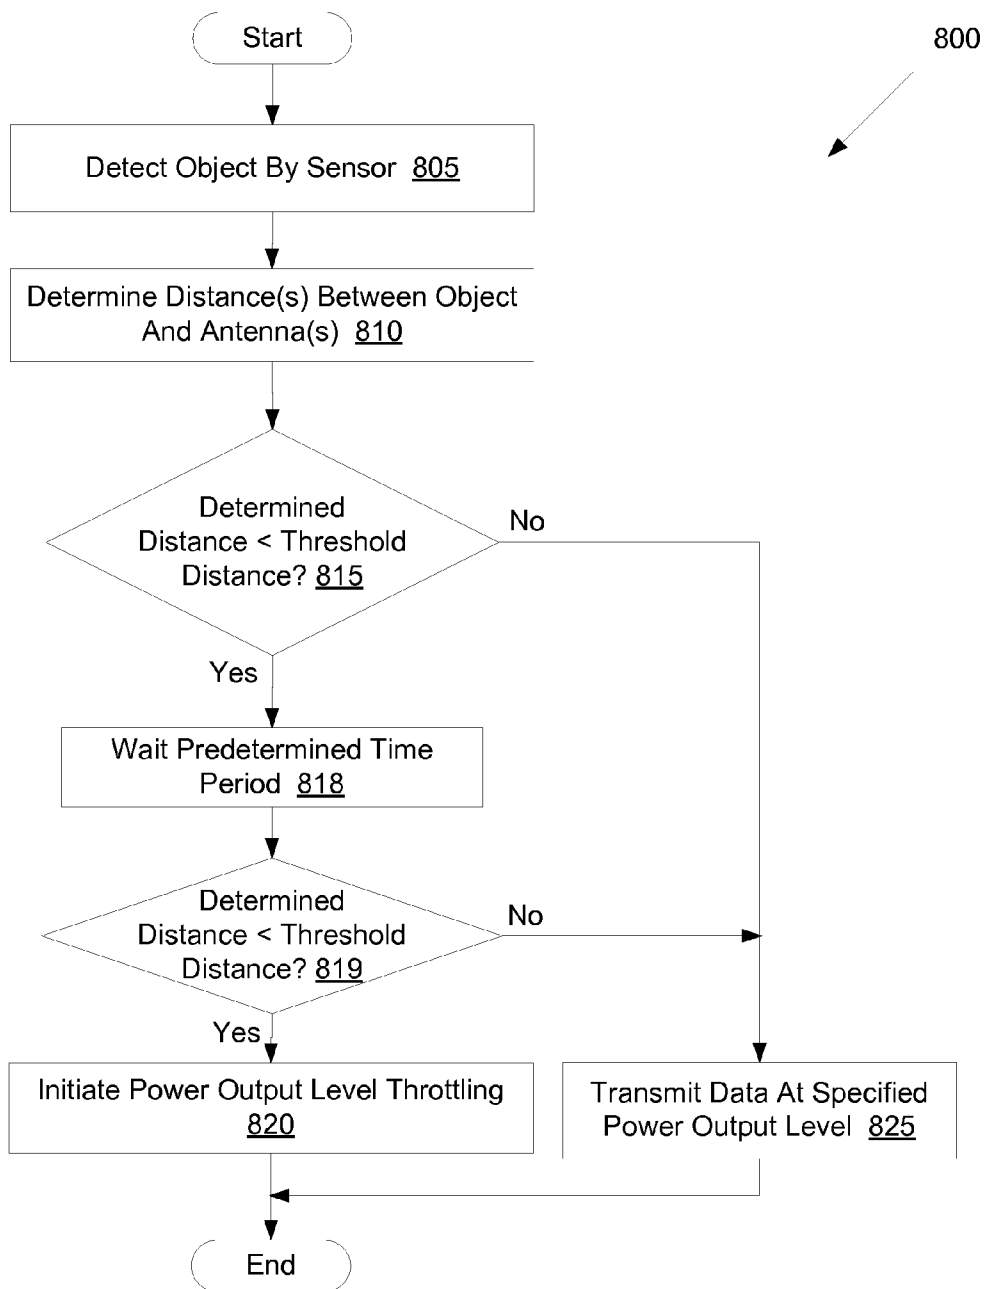 Start
800
Detect Object By Sensor 805
Determine Distance(s) Between Object
And Antenna(s) 810
Determined
Distance < Threshold
Distance? 815
No
Yes
Wait Predetermined Time
Period 818
Determined
Distance < Threshold
Distance? 819
No
Yes
Initiate Power Output Level Throttling
820
Transmit Data At Specified
Power Output Level 825
End